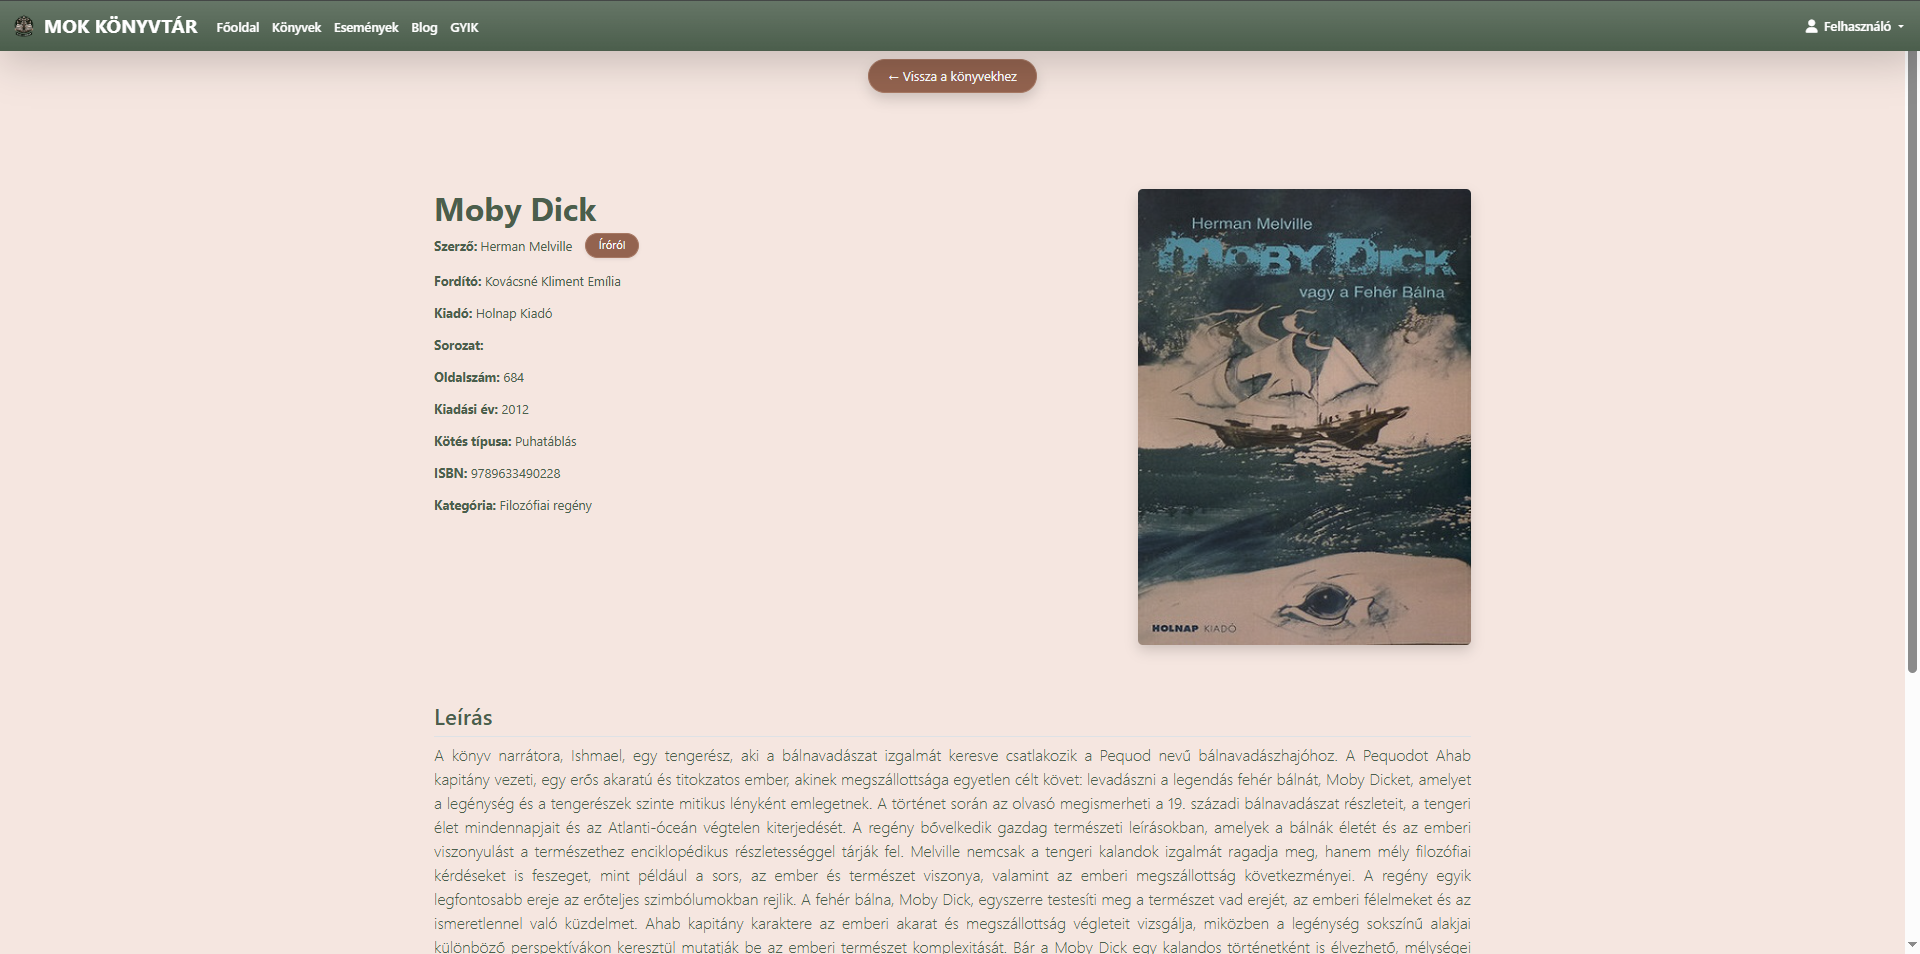 MOK KÖNYVTÁR Főoldal Könyvek Események Blog GYIK Felhasználó
← Vissza a könyvekhez
Moby Dick
Szerző: Herman Melville Íróról
Fordító: Kovácsné Kliment Emília
Kiadó: Holnap Kiadó
Sorozat:
Oldalszám: 684
Kiadási év: 2012
Kötés típusa: Puhatáblás
ISBN: 9789633490228
Kategória: Filozófiai regény
Herman Melville
MOBY DICK
vagy a Fehér Bálna
HOLNAP KIADÓ
Leírás
A könyv narrátora, Ishmael, egy tengerész, aki a bálnavadászat izgalmát keresve csatlakozik a Pequod nevű bálnavadászhajóhoz. A Pequodot Ahab
kapitány vezeti, egy erős akaratú és titokzatos ember, akinek megszállottsága egyetlen célt követ: levadászni a legendás fehér bálnát, Moby Dicket, amelyet
a legénység és a tengerészek szinte mitikus lényként emlegetnek. A történet során az olvasó megismerheti a 19. századi bálnavadászat részleteit, a tengeri
élet mindennapjait és az Atlanti-óceán végtelen kiterjedését. A regény bővelkedik gazdag természeti leírásokban, amelyek a bálnák életét és az emberi
viszonyulást a természethez enciklopédikus részletességgel tárják fel. Melville nemcsak a tengeri kalandok izgalmát ragadja meg, hanem mély filozófiai
kérdéseket is feszeget, mint például a sors, az ember és természet viszonya, valamint az emberi megszállottság következményei. A regény egyik
legfontosabb ereje az erőteljes szimbólumokban rejlik. A fehér bálna, Moby Dick, egyszerre testesíti meg a természet vad erejét, az emberi félelmeket és az
ismeretlennel való küzdelmet. Ahab kapitány karaktere az emberi akarat és megszállottság végleteit vizsgálja, miközben a legénység sokszínű alakjai
különböző perspektívákon keresztül mutatják be az emberi természet komplexitását. Bár a Moby Dick egy kalandos történetként is élvezhető, mélységei